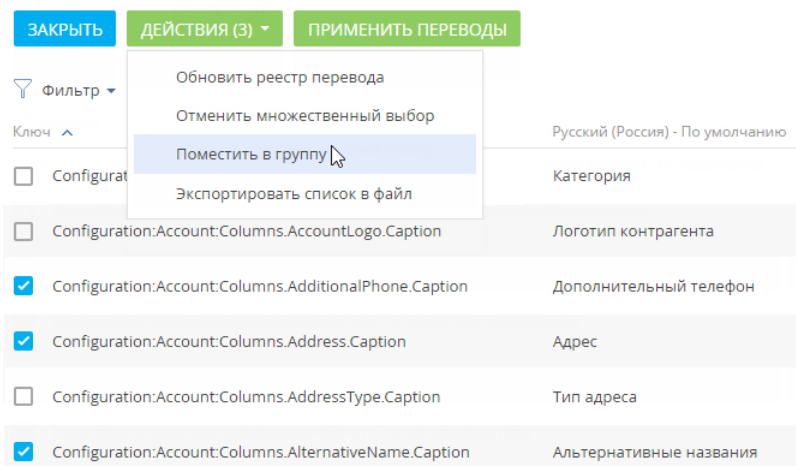 ЗАКРЫТЬ ДЕЙСТВИЯ (3) ПРИМЕНИТЬ ПЕРЕВОДЫ
Обновить реестр перевода
Фильтр
Отменить множественный выбор
Ключ Русский (Россия) - По умолчанию
Поместить в группу
Configurat Категория
Экспортировать список в файл
Configuration:Account:Columns.AccountLogo.Caption Логотип контрагента
Configuration:Account:Columns.AdditionalPhone.Caption Дополнительный телефон
Configuration:Account:Columns.Address.Caption Адрес
Configuration:Account:Columns.AddressType.Caption Тип адреса
Configuration:Account:Columns.AlternativeName.Caption Альтернативные названия